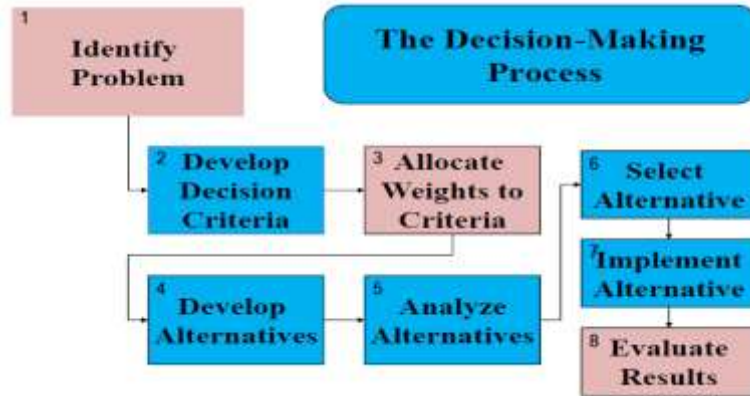 1
Identify
Problem
The Decision-Making
Process
2
Develop
Decision
Criteria
3
Allocate
Weights to
Criteria
4
Develop
Alternatives
5
Analyze
Alternatives
6
Select
Alternative
7
Implement
Alternative
8
Evaluate
Results